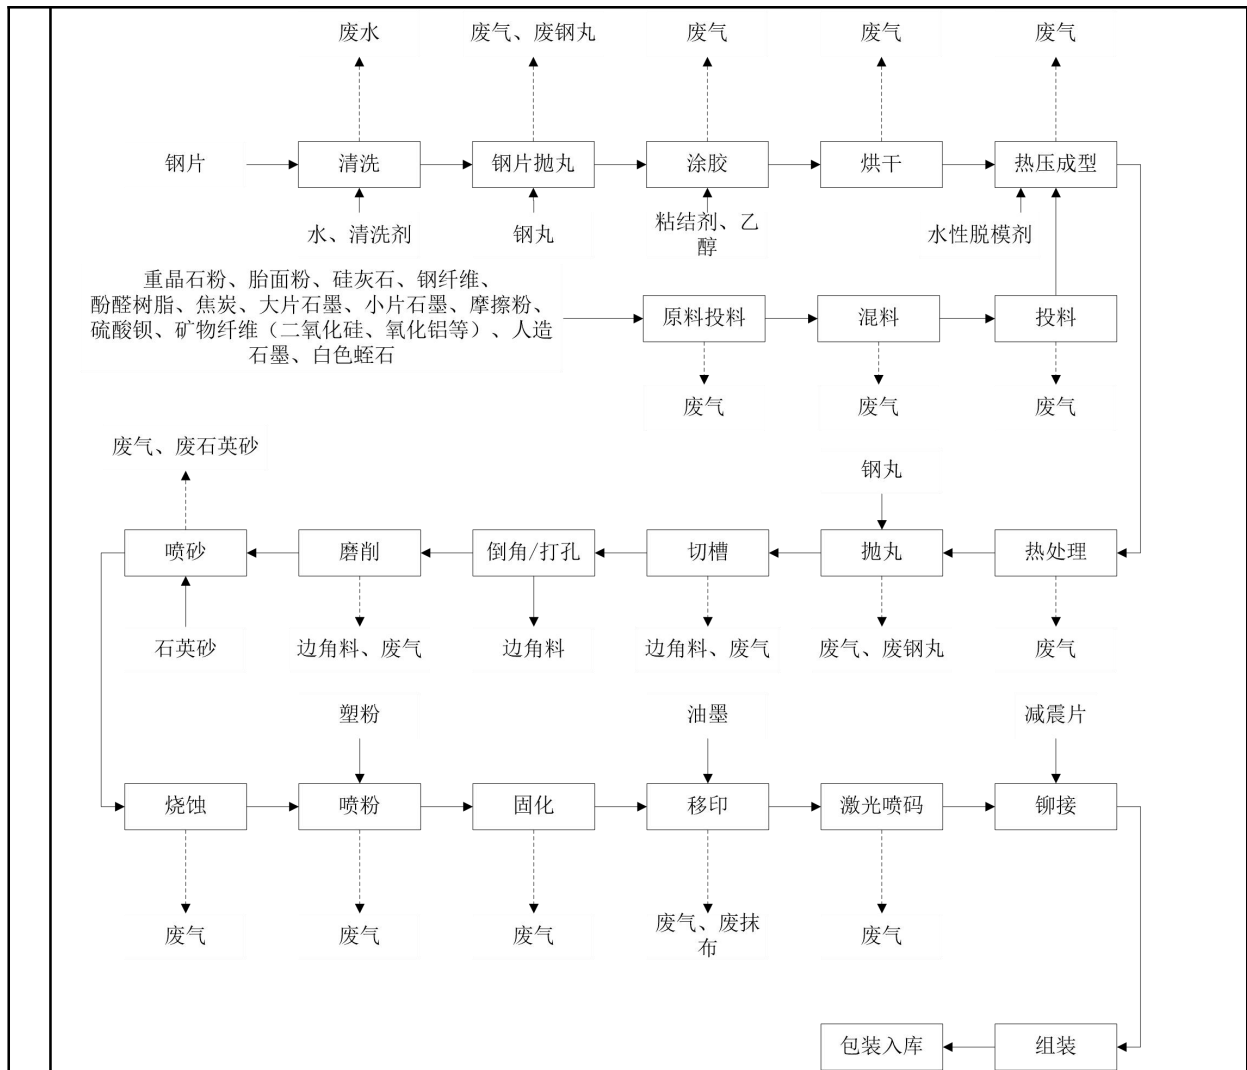 废水
废气、废钢丸
废气
废气
废气
钢片
清洗
钢片抛丸
涂胶
烘干
热压成型
水、清洗剂
钢丸
粘结剂、乙
醇
水性脱模剂
重晶石粉、胎面粉、硅灰石、钢纤维、
酚醛树脂、焦炭、大片石墨、小片石墨、摩擦粉、
硫酸钡、矿物纤维（二氧化硅、氧化铝等）、人造
石墨、白色蛭石
原料投料
混料
投料
废气
废气
废气
废气、废石英砂
钢丸
喷砂
磨削
倒角/打孔
切槽
抛丸
热处理
石英砂
边角料、废气
边角料
边角料、废气
废气、废钢丸
废气
塑粉
油墨
减震片
烧蚀
喷粉
固化
移印
激光喷码
铆接
废气
废气
废气
废气、废抹
布
废气
包装入库
组装